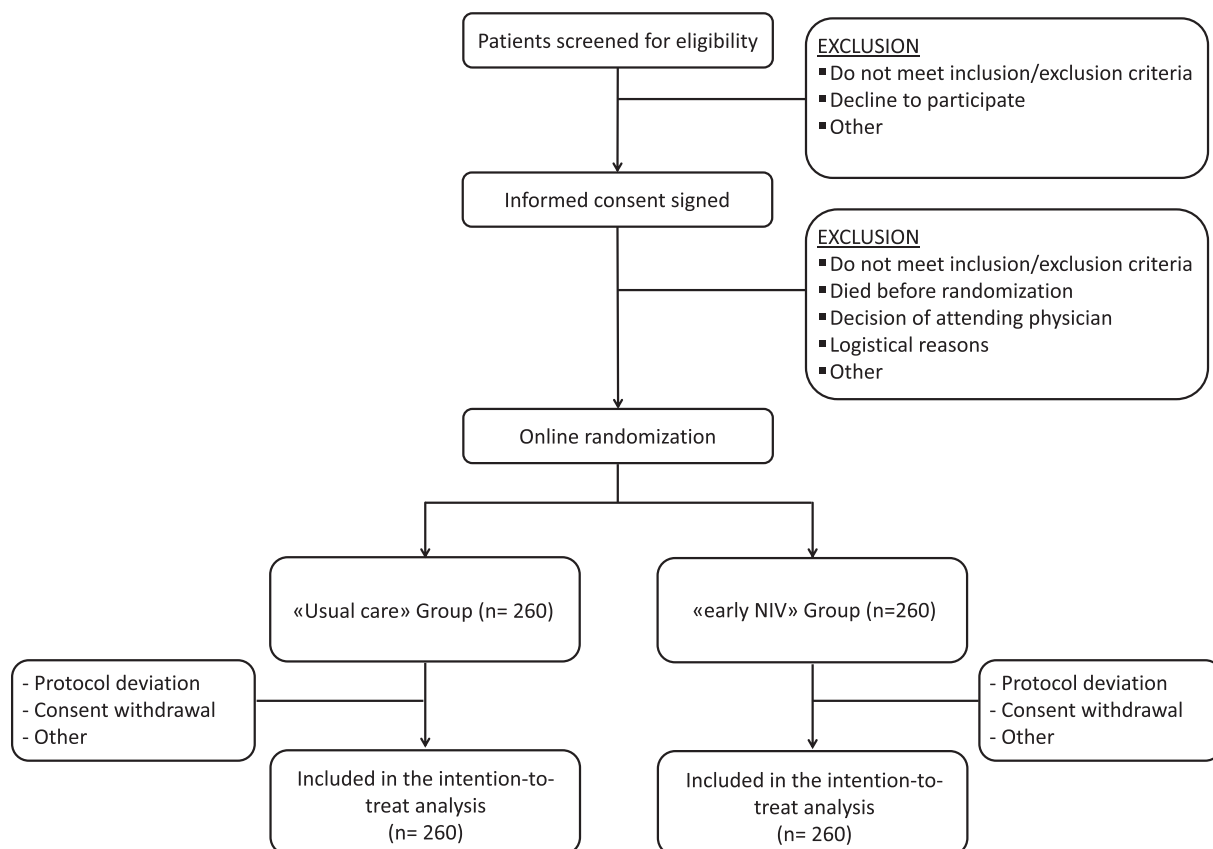 Patients screened for eligibility
EXCLUSION
▪Do not meet inclusion/exclusion criteria
▪Decline to participate
▪Other
Informed consent signed
EXCLUSION
▪Do not meet inclusion/exclusion criteria
▪Died before randomization
▪Decision of attending physician
▪Logistical reasons
▪Other
Online randomization
«Usual care» Group (n= 260)
«early NIV» Group (n=260)
- Protocol deviation
- Consent withdrawal
- Other
- Protocol deviation
- Consent withdrawal
- Other
Included in the intention-to-
treat analysis
(n= 260)
Included in the intention-to-
treat analysis
(n= 260)